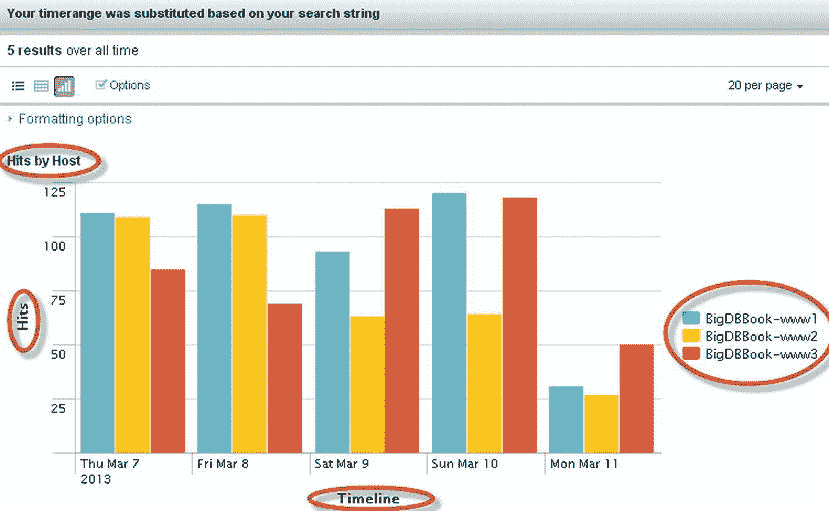 Your timerange was substituted based on your search string
5 results over all time
Options
20 per page
Formatting options
Hits by Host
125
100
75
50
25
Hits
BigDBBook-www1
BigDBBook-www2
BigDBBook-www3
Thu Mar 7
2013
Fri Mar 8
Sat Mar 9
Sun Mar 10
Mon Mar 11
Timeline